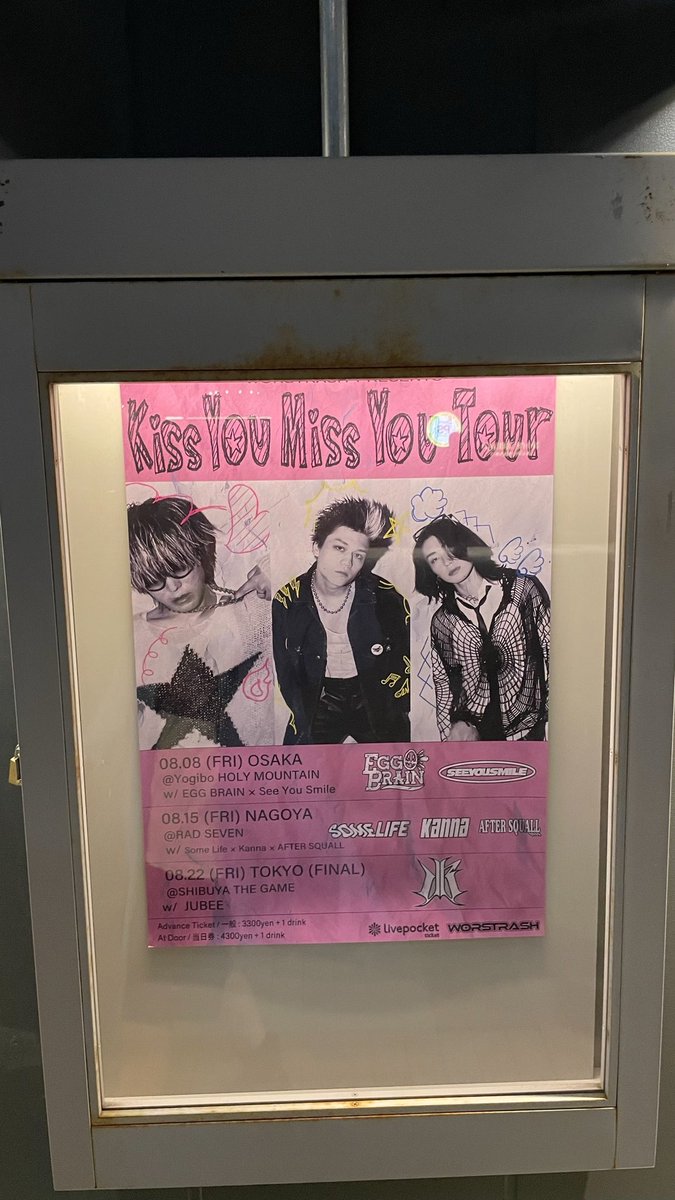 Kiss You Miss You Tour
08.08 (FRI) OSAKA
@Yogibo HOLY MOUNTAIN
w/ EGG BRAIN × See You Smile
EGG BRAIN
SEEYOUSMILE
08.15 (FRI) NAGOYA
@RAD SEVEN
w/ Some Life × Kanna × AFTER SQUALL
SOME LIFE
Kanna
AFTER SQUALL
08.22 (FRI) TOKYO (FINAL)
@SHIBUYA THE GAME
w/ JUBEE
Advance Ticket / 一般 : 3300yen + 1 drink
At Door / 当日券 : 4300yen + 1 drink
livepocket
ticket
WORSTRASH